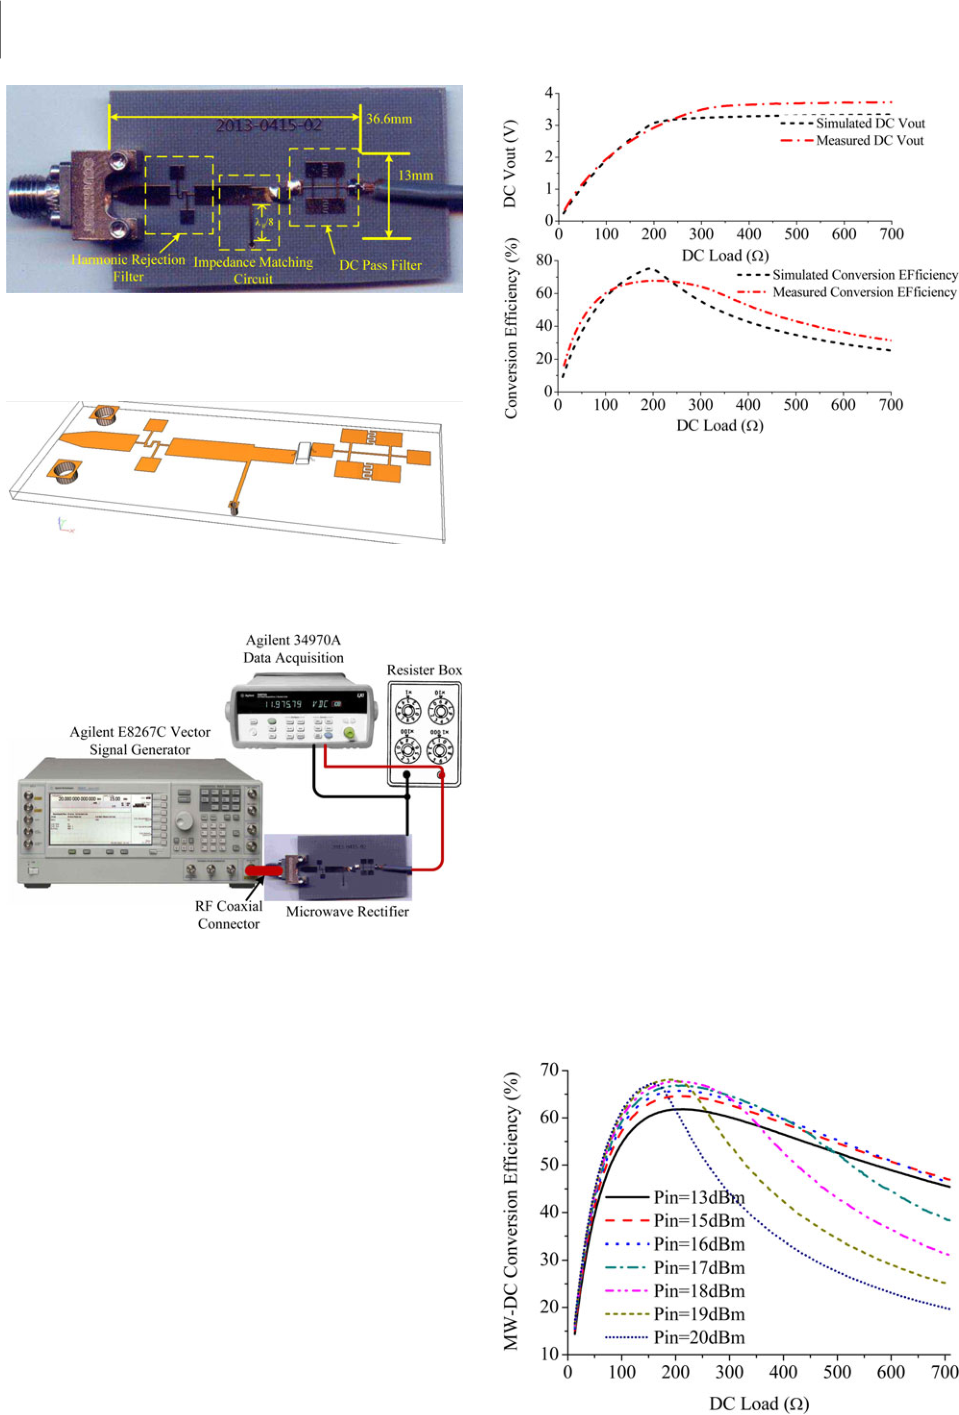 2013-0415-02
36.6mm
13mm
λg/8
Harmonic Rejection
Filter
Impedance Matching
Circuit
DC Pass Filter
Agilent 34970A
Data Acquisition
Resister Box
Agilent E8267C Vector
Signal Generator
11.97579 VDC
RF Coaxial
Connector
Microwave Rectifier
DC Vout (V)
4
3
2
1
0
Simulated DC Vout
Measured DC Vout
0 100 200 300 400 500 600 700
DC Load (Ω)
Conversion Efficiency (%)
80
60
40
20
0
Simulated Conversion EFficiency
Measured Conversion EFficiency
0 100 200 300 400 500 600 700
DC Load (Ω)
MW-DC Conversion Efficiency (%)
70
60
50
40
30
20
10
Pin=13dBm
Pin=15dBm
Pin=16dBm
Pin=17dBm
Pin=18dBm
Pin=19dBm
Pin=20dBm
0 100 200 300 400 500 600 700
DC Load (Ω)